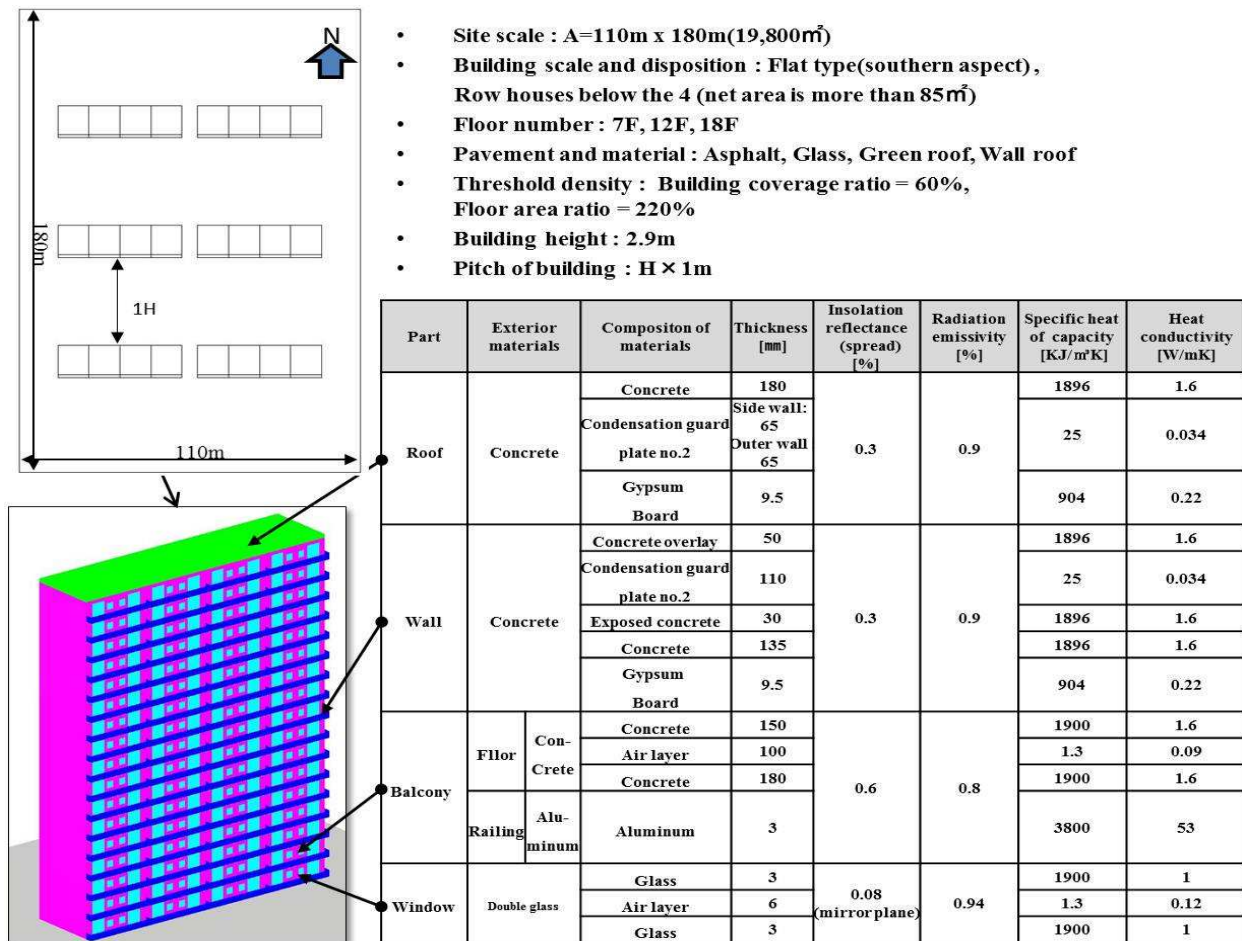 N
180m
1H
110m
• Site scale : A=110m x 180m(19,800㎡)
• Building scale and disposition : Flat type(southern aspect) ,
Row houses below the 4 (net area is more than 85㎡)
• Floor number : 7F, 12F, 18F
• Pavement and material : Asphalt, Glass, Green roof, Wall roof
• Threshold density : Building coverage ratio = 60%,
Floor area ratio = 220%
• Building height : 2.9m
• Pitch of building : H × 1m
Part Exterior materials Compositon of materials Thickness [㎜] Insolation reflectance (spread) [%] Radiation emissivity [%] Specific heat of capacity [KJ/㎥K] Heat conductivity [W/mK]
Roof Concrete Concrete 180 0.3 0.9 1896 1.6
Condensation guard plate no.2 Side wall: 65 Outer wall 65 25 0.034
Gypsum Board 9.5 904 0.22
Wall Concrete Concrete overlay 50 0.3 0.9 1896 1.6
Condensation guard plate no.2 110 25 0.034
Exposed concrete 30 1896 1.6
Concrete 135 1896 1.6
Gypsum Board 9.5 904 0.22
Balcony Fllor Con-Crete Concrete 150 0.6 0.8 1900 1.6
Air layer 100 1.3 0.09
Concrete 180 1900 1.6
Railing Alu-minum Aluminum 3 3800 53
Window Double glass Glass 3 0.08 (mirror plane) 0.94 1900 1
Air layer 6 1.3 0.12
Glass 3 1900 1